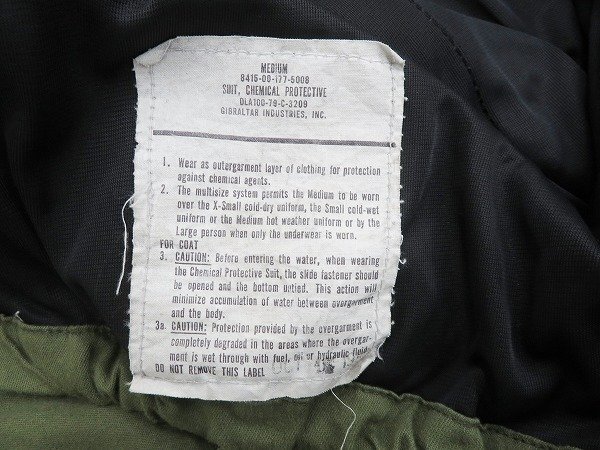 MEDIUM
8415-00-177-5008
SUIT, CHEMICAL PROTECTIVE
DLA100-79-C-3209
GIBRALTAR INDUSTRIES, INC.
1. Wear as outergarment layer of clothing for protection
against chemical agents.
2. The multisize system permits the Medium to be worn
over the X-Small cold-dry uniform, the Small cold-wet
uniform or the Medium hot weather uniform or by the
Large person when only the underwear is worn.
FOR COAT
3. CAUTION: Before entering the water, when wearing
the Chemical Protective Suit, the slide fastener should
be opened and the bottom untied. This action will
minimize accumulation of water between overgarment
and the body.
3a. CAUTION: Protection provided by the overgarment is
completely degraded in the areas where the overgar-
ment is wet through with fuel, oil or hydraulic fluid.
DO NOT REMOVE THIS LABEL OCT